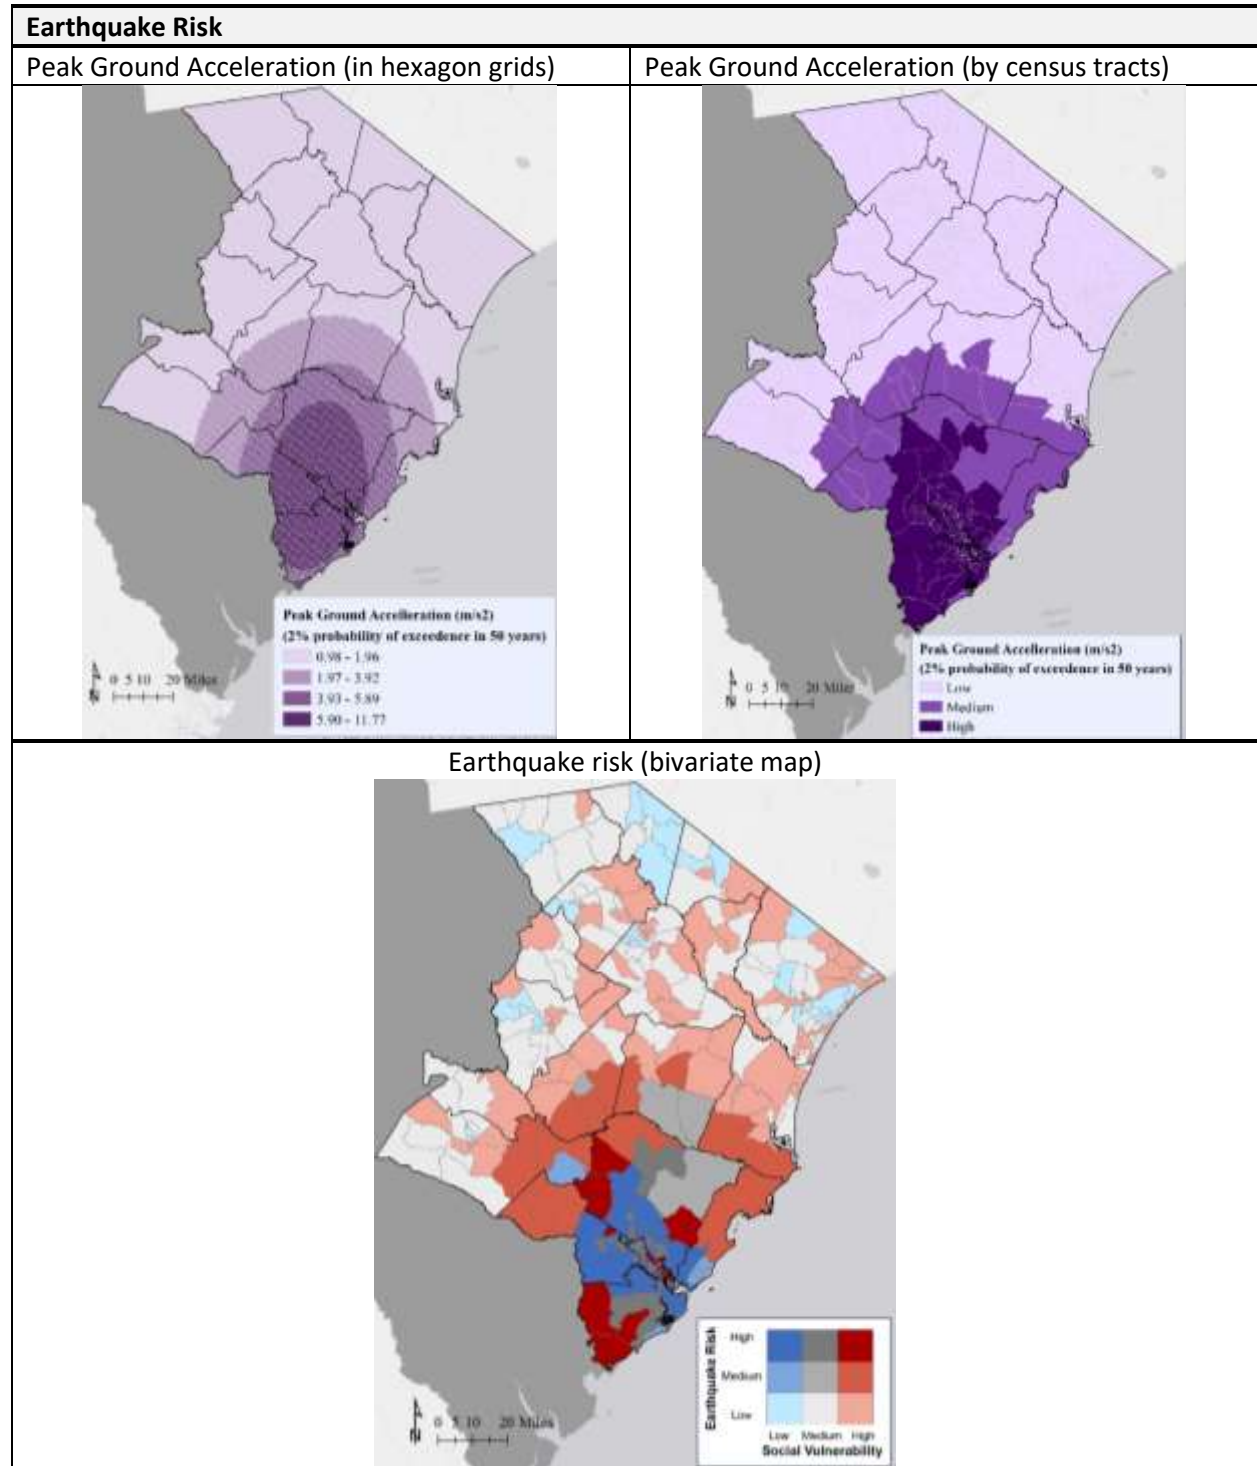 Earthquake Risk
Peak Ground Acceleration (in hexagon grids)
Peak Ground Acceleration (by census tracts)
Peak Ground Accelleration (m/s2)
(2% probability of exceedence in 50 years)
0.98 - 1.96
1.97 - 3.92
3.93 - 5.89
5.90 - 11.77
N
0 5 10 20 Miles
Peak Ground Accelleration (m/s2)
(2% probability of exceedence in 50 years)
Low
Medium
High
N
0 5 10 20 Miles
Earthquake risk (bivariate map)
Earthquake Risk
High
Medium
Low
Low Medium High
Social Vulnerability
N
0 5 10 20 Miles